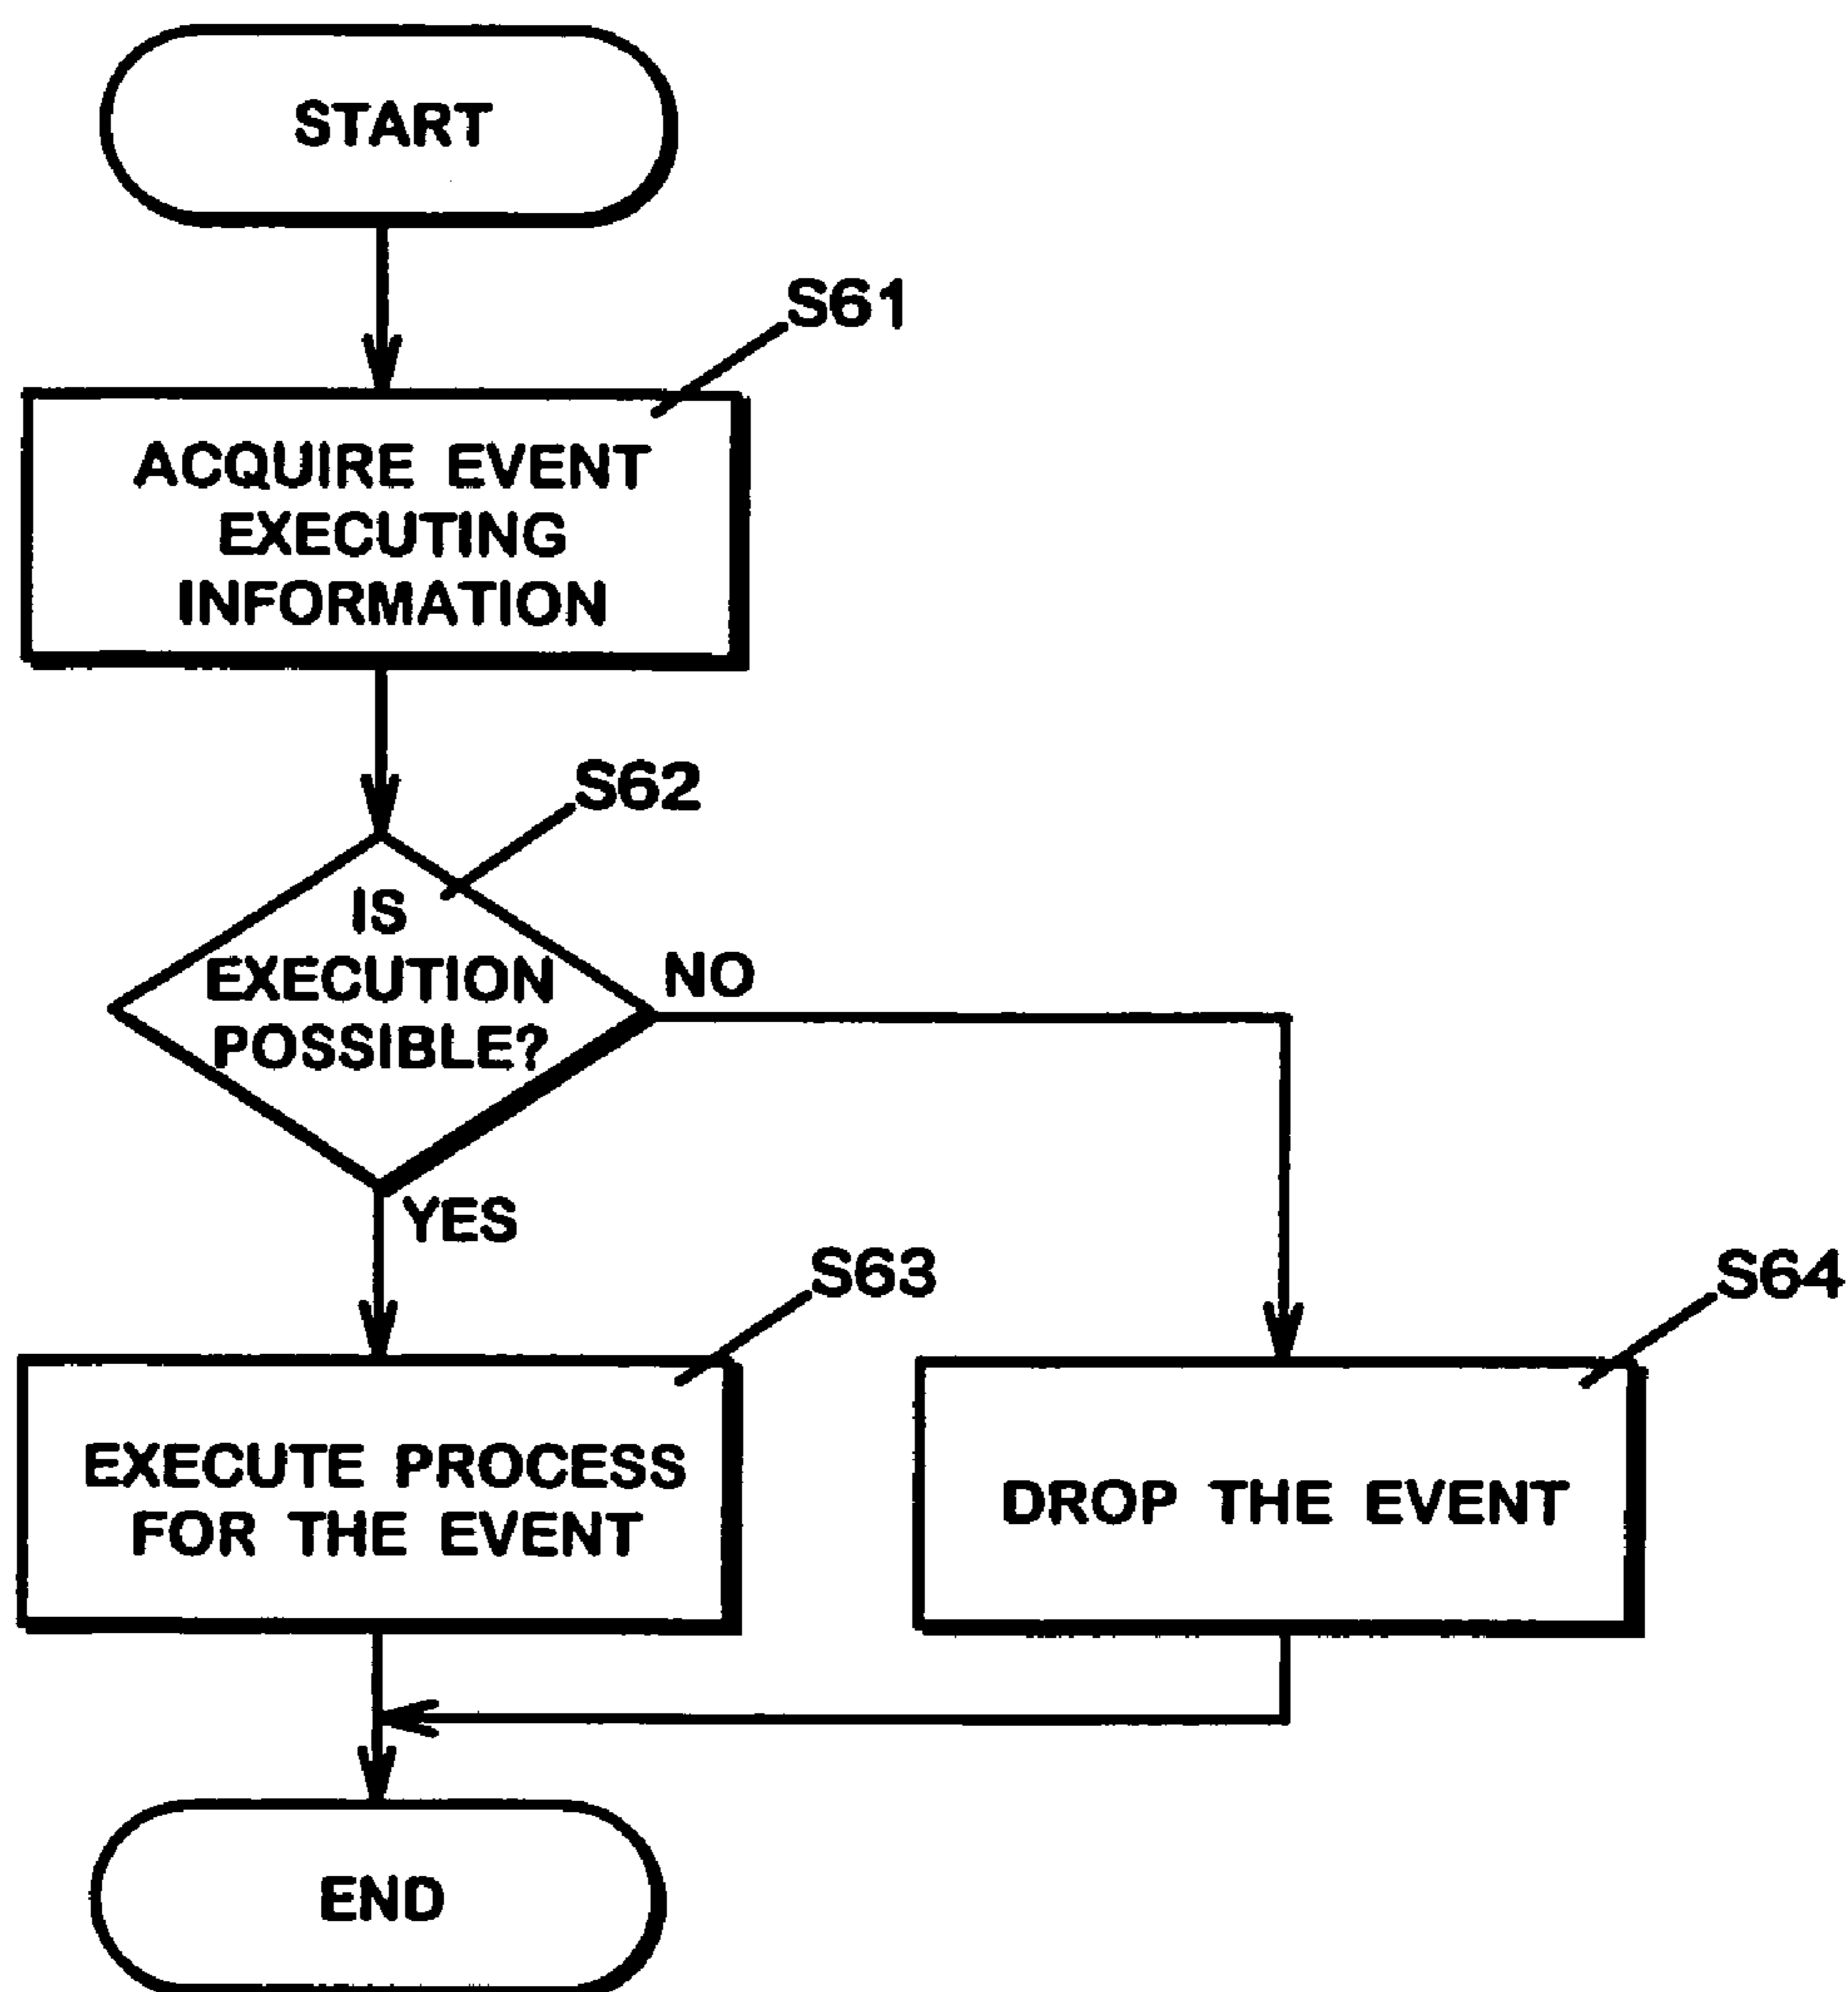 START
S61
ACQUIRE EVENT
EXECUTING
INFORMATION
S62
IS
EXECUTION
POSSIBLE?
NO
YES
S63
EXECUTE PROCESS
FOR THE EVENT
S64
DROP THE EVENT
END